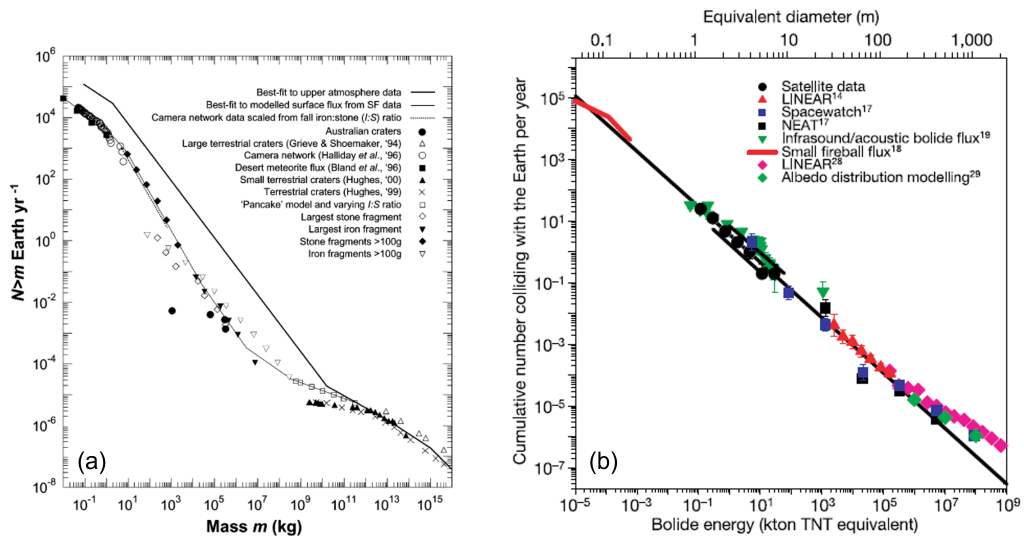 10^6
10^4
10^2
10^0
10^-2
10^-4
10^-6
10^-8
N>m Earth yr^-1
Best-fit to upper atmosphere data
Best-fit to modelled surface flux from SF data
Camera network data scaled from fall iron:stone (I:S) ratio
Australian craters
Large terrestrial craters (Grieve & Shoemaker, '94)
Camera network (Halliday et al., '96)
Desert meteorite flux (Bland et al., '96)
Small terrestrial craters (Hughes, '00)
Terrestrial craters (Hughes, '99)
'Pancake' model and varying I:S ratio
Largest stone fragment
Largest iron fragment
Stone fragments >100g
Iron fragments >100g
(a)
10^-1 10^1 10^3 10^5 10^7 10^9 10^11 10^13 10^15
Mass m (kg)
Equivalent diameter (m)
0.1 1 10 100 1,000
10^5
10^3
10^1
10^-1
10^-3
10^-5
10^-7
Cumulative number colliding with the Earth per year
Satellite data
LINEAR^14
Spacewatch^17
NEAT^17
Infrasound/acoustic bolide flux^19
Small fireball flux^18
LINEAR^28
Albedo distribution modelling^29
(b)
10^-5 10^-3 10^-1 10^1 10^3 10^5 10^7 10^9
Bolide energy (kton TNT equivalent)